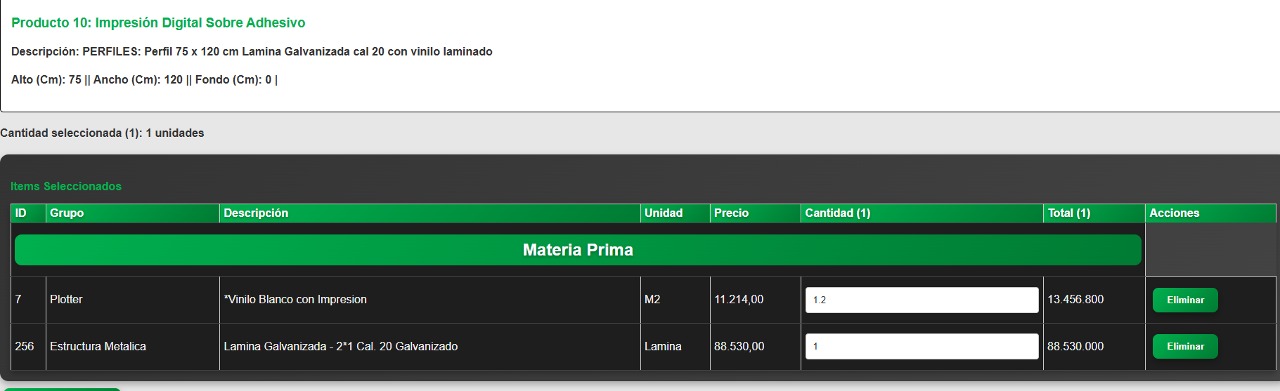 Producto 10: Impresión Digital Sobre Adhesivo
Descripción: PERFILES: Perfil 75 x 120 cm Lamina Galvanizada cal 20 con vinilo laminado
Alto (Cm): 75 || Ancho (Cm): 120 || Fondo (Cm): 0 |
Cantidad seleccionada (1): 1 unidades
Items Seleccionados
ID Grupo Descripción Unidad Precio Cantidad (1) Total (1) Acciones
Materia Prima
7 Plotter *Vinilo Blanco con Impresion M2 11.214,00 1.2 13.456.800 Eliminar
256 Estructura Metalica Lamina Galvanizada - 2*1 Cal. 20 Galvanizado Lamina 88.530,00 1 88.530.000 Eliminar